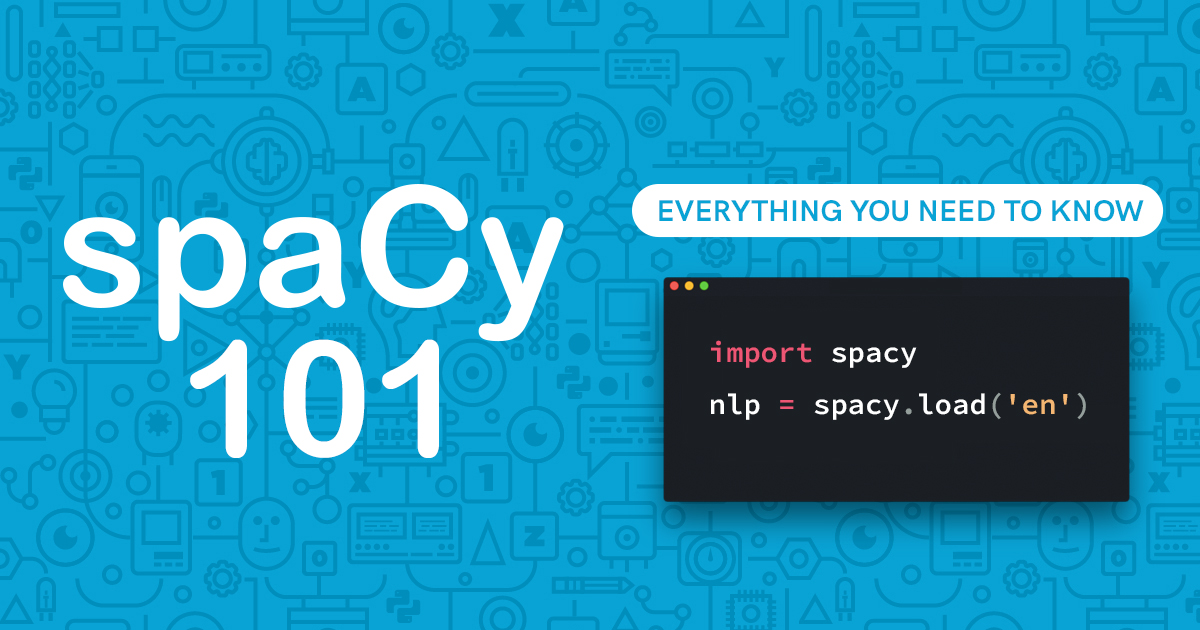 spaCy
101
EVERYTHING YOU NEED TO KNOW
import spacy
nlp = spacy.load('en')